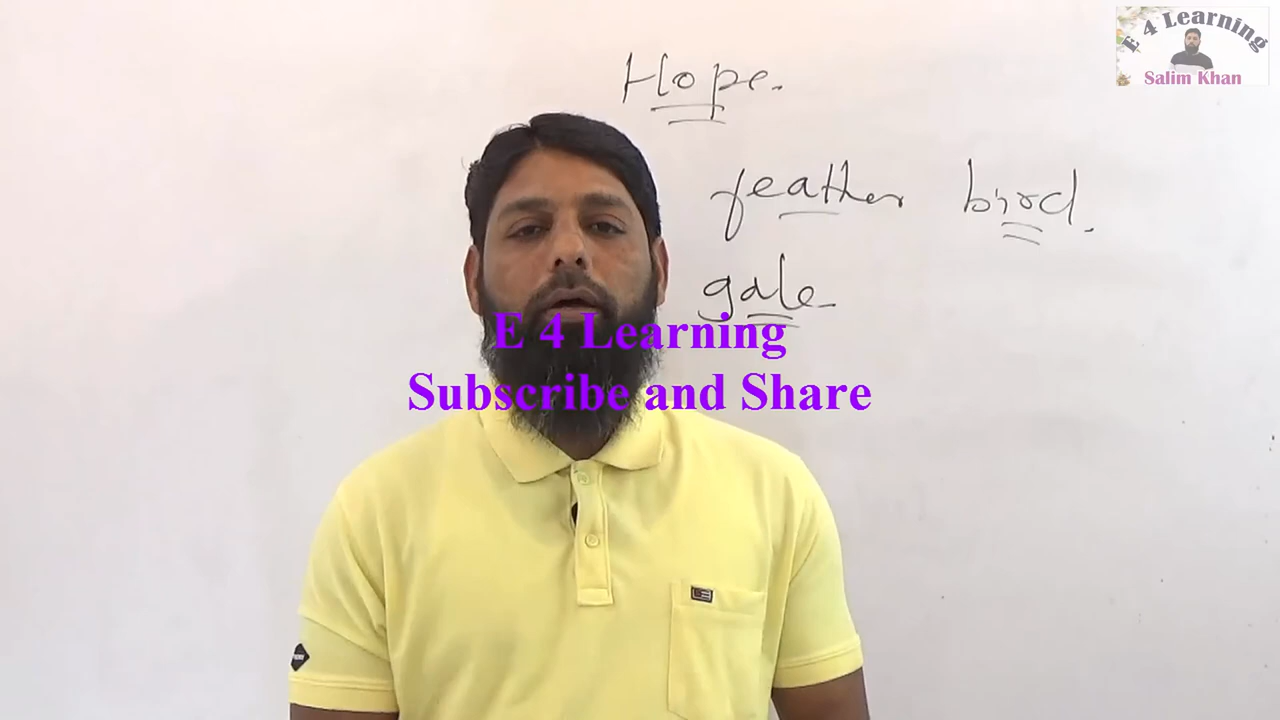 E 4 Learning
Salim Khan
Hope.
feather bird.
gale
E 4 Learning
Subscribe and Share